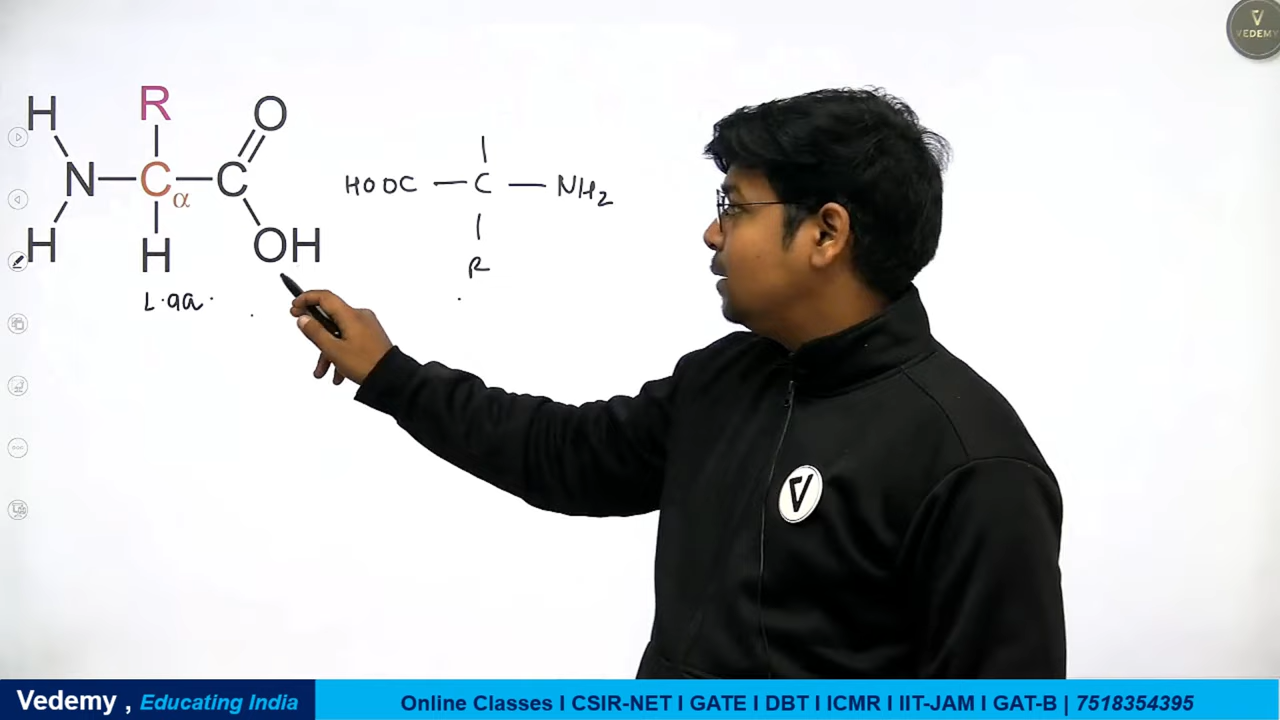 VEDEMY
R
H O
N C C
α
H H OH
L.aa.
HOOC — C — NH2
R
Vedemy , Educating India
Online Classes I CSIR-NET I GATE I DBT I ICMR I IIT-JAM I GAT-B | 7518354395